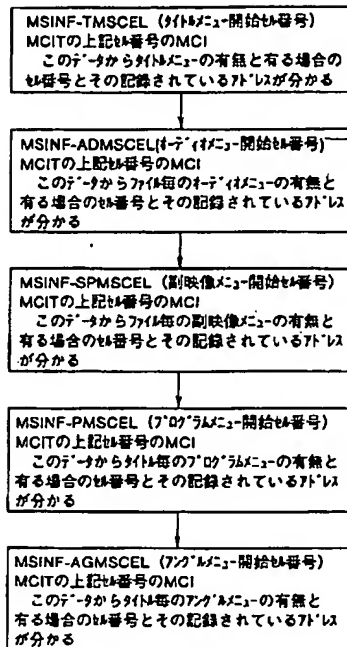 MSINF-TMSCEL (ﾀｲﾄﾙﾒﾆｭｰ開始ｾﾙ番号)
MCITの上記ｾﾙ番号のMCI
このﾃﾞｰﾀからﾀｲﾄﾙﾒﾆｭｰの有無と有る場合の
ｾﾙ番号とその記録されているｱﾄﾞﾚｽが分かる
MSINF-ADMSCEL(ｵｰﾃﾞｨｵﾒﾆｭｰ開始ｾﾙ番号)
MCITの上記ｾﾙ番号のMCI
このﾃﾞｰﾀからﾌｧｲﾙ毎のｵｰﾃﾞｨｵﾒﾆｭｰの有無と
有る場合のｾﾙ番号とその記録されているｱﾄﾞﾚｽ
が分かる
MSINF-SPMSCEL (副映像ﾒﾆｭｰ開始ｾﾙ番号)
MCITの上記ｾﾙ番号のMCI
このﾃﾞｰﾀからﾌｧｲﾙ毎の副映像ﾒﾆｭｰの有無と
有る場合のｾﾙ番号とその記録されているｱﾄﾞﾚｽ
が分かる
MSINF-PMSCEL (ﾌﾟﾛｸﾞﾗﾑﾒﾆｭｰ開始ｾﾙ番号)
MCITの上記ｾﾙ番号のMCI
このﾃﾞｰﾀからﾀｲﾄﾙ毎のﾌﾟﾛｸﾞﾗﾑﾒﾆｭｰの有無と
有る場合のｾﾙ番号とその記録されているｱﾄﾞﾚｽ
が分かる
MSINF-AGMSCEL (ｱﾝｸﾞﾙﾒﾆｭｰ開始ｾﾙ番号)
MCITの上記ｾﾙ番号のMCI
このﾃﾞｰﾀからﾀｲﾄﾙ毎のｱﾝｸﾞﾙﾒﾆｭｰの有無と
有る場合のｾﾙ番号とその記録されているｱﾄﾞﾚｽ
が分かる